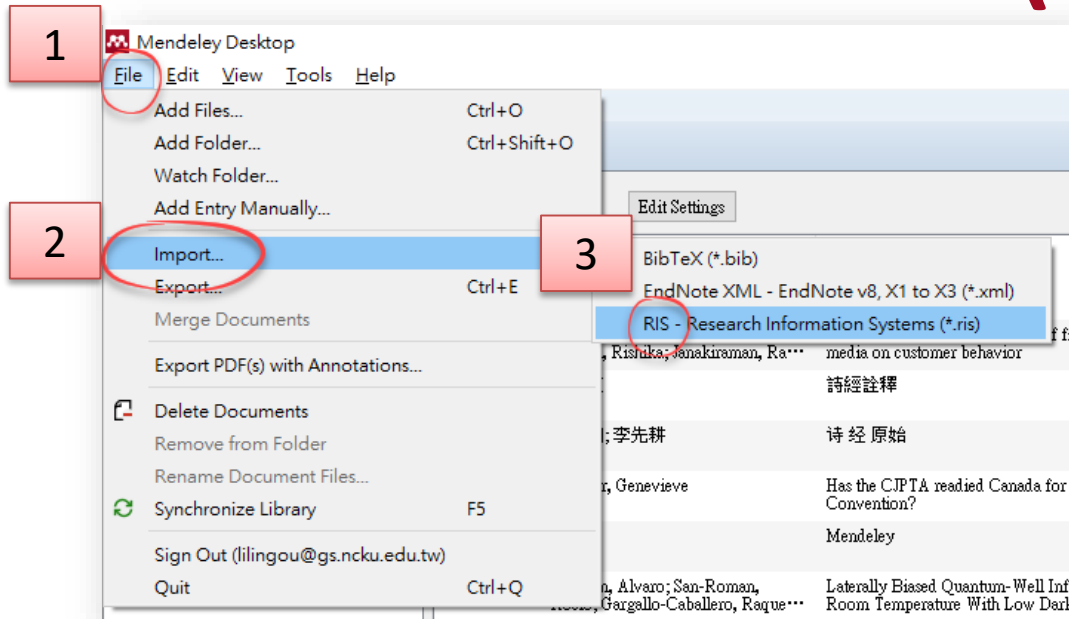 1
Mendeley Desktop
File Edit View Tools Help
Add Files... Ctrl+O
Add Folder... Ctrl+Shift+O
Watch Folder...
Add Entry Manually...
Edit Settings
2
Import...
3
BibTeX (*.bib)
Export... Ctrl+E
EndNote XML - EndNote v8, X1 to X3 (*.xml)
Merge Documents
RIS - Research Information Systems (*.ris)
, Rishika; Janakiraman, Ra… media on customer behavior
Export PDF(s) with Annotations...
詩經詮釋
Delete Documents
; 李先耕 诗 经 原始
Remove from Folder
Rename Document Files...
, Genevieve Has the CJPTA readied Canada for
Convention?
Synchronize Library F5
Mendeley
Sign Out (lilingou@gs.ncku.edu.tw)
Quit Ctrl+Q
, Alvaro; San-Roman, Laterally Biased Quantum-Well
Gargallo-Caballero, Raque… Room Temperature With Low